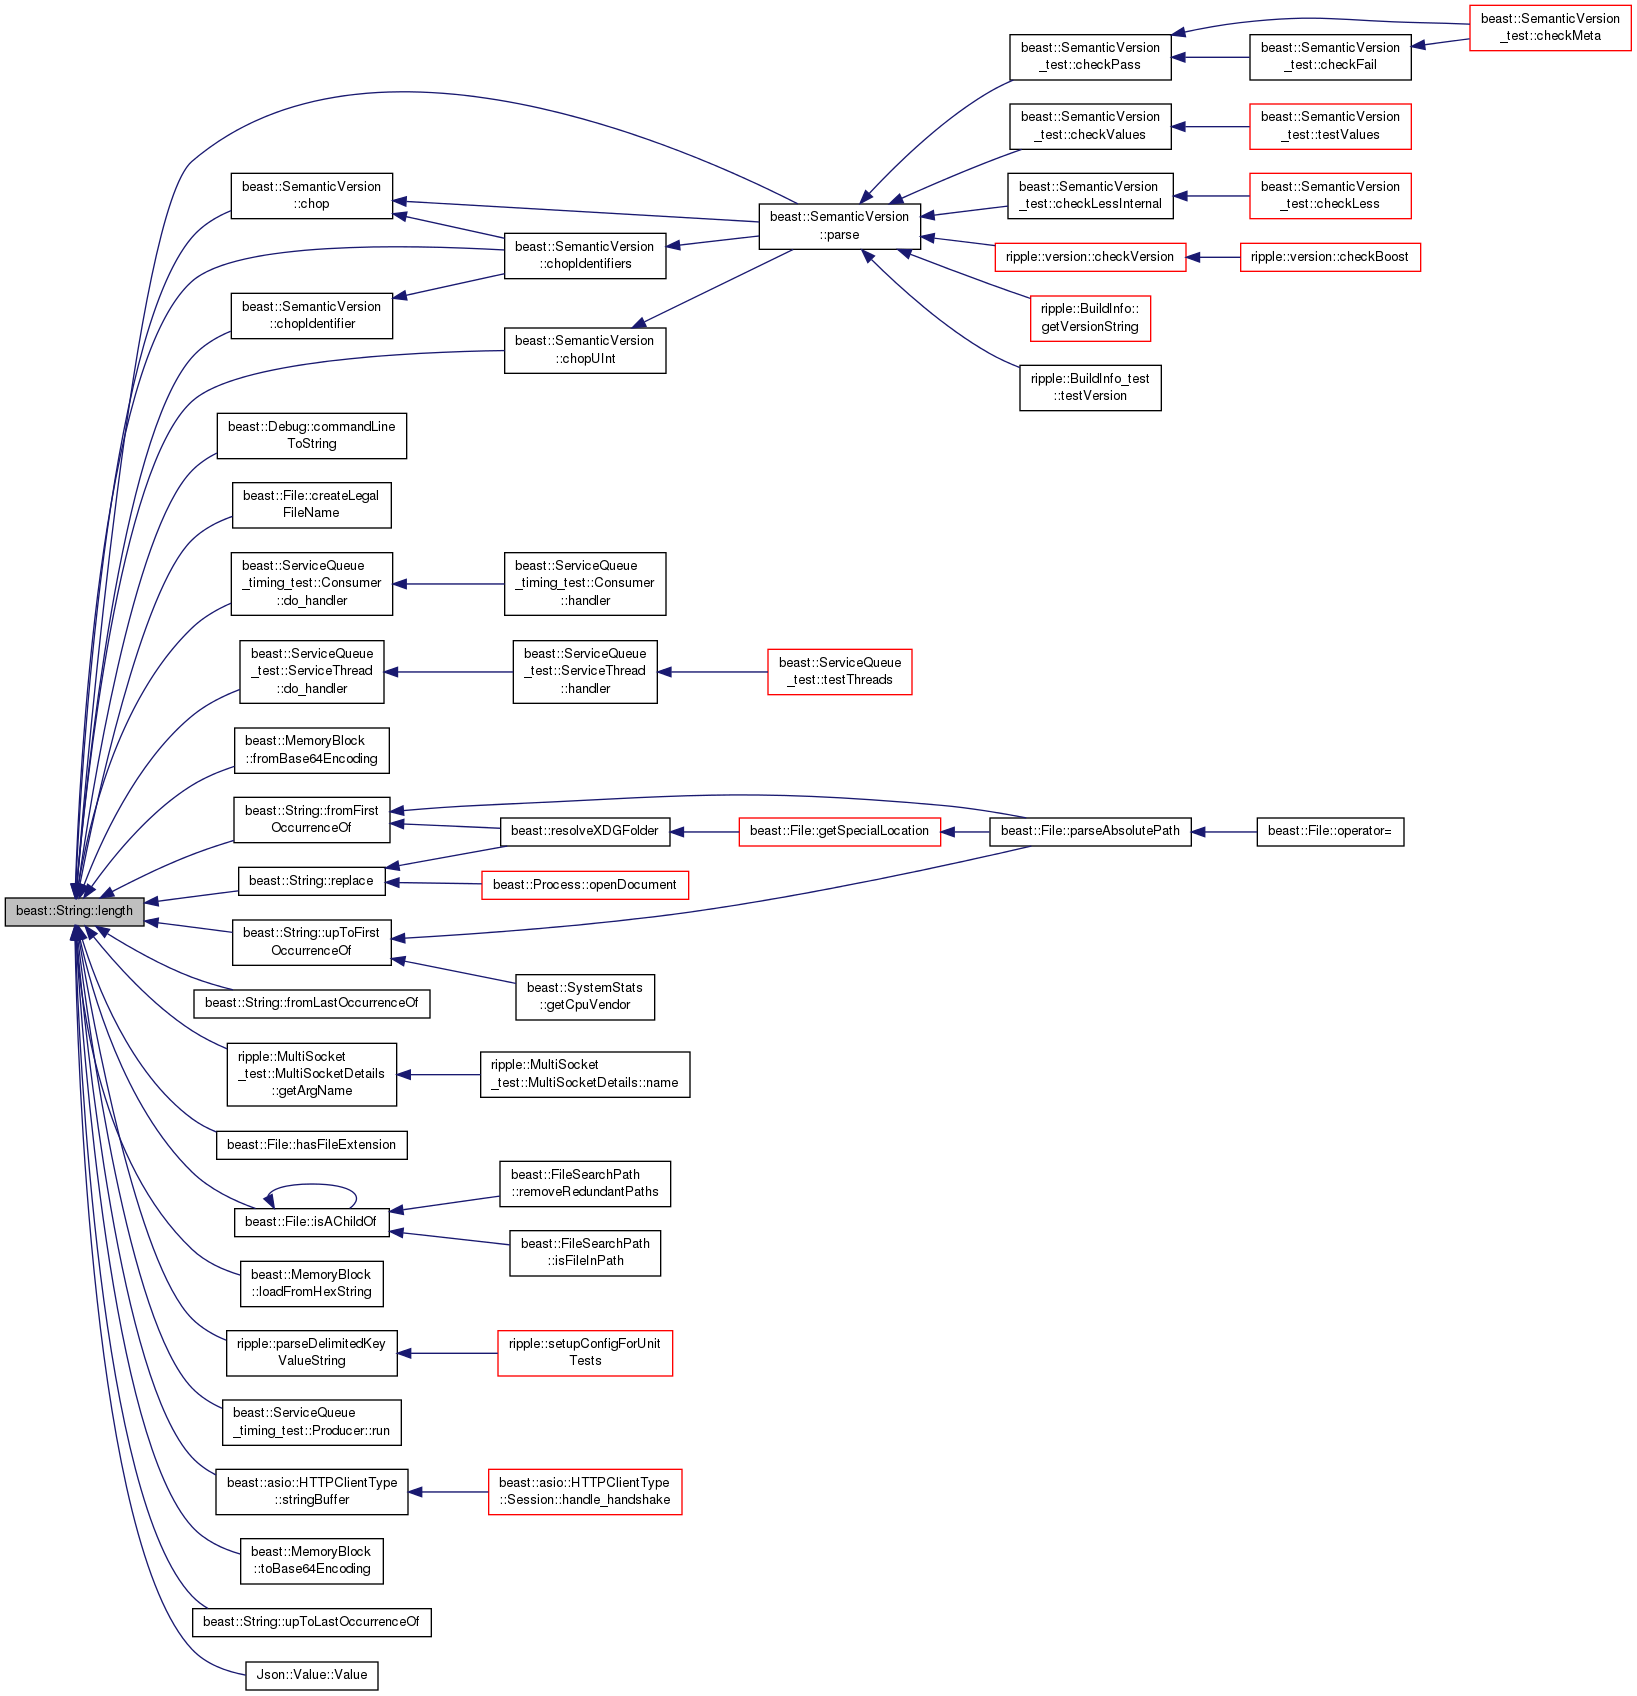 beast::SemanticVersion
_test::checkMeta
beast::SemanticVersion
_test::checkPass
beast::SemanticVersion
_test::checkFail
beast::SemanticVersion
_test::checkValues
beast::SemanticVersion
_test::testValues
beast::SemanticVersion
::chop
beast::SemanticVersion
_test::checkLessInternal
beast::SemanticVersion
_test::checkLess
beast::SemanticVersion
::parse
beast::SemanticVersion
::chopIdentifiers
ripple::version::checkVersion
ripple::version::checkBoost
beast::SemanticVersion
::chopIdentifier
ripple::BuildInfo::
getVersionString
beast::SemanticVersion
::chopUInt
ripple::BuildInfo_test
::testVersion
beast::Debug::commandLine
ToString
beast::File::createLegal
FileName
beast::ServiceQueue
_timing_test::Consumer
::do_handler
beast::ServiceQueue
_timing_test::Consumer
::handler
beast::ServiceQueue
_test::ServiceThread
::do_handler
beast::ServiceQueue
_test::ServiceThread
::handler
beast::ServiceQueue
_test::testThreads
beast::MemoryBlock
::fromBase64Encoding
beast::String::fromFirst
OccurrenceOf
beast::resolveXDGFolder
beast::File::getSpecialLocation
beast::File::parseAbsolutePath
beast::File::operator=
beast::String::replace
beast::Process::openDocument
beast::String::length
beast::String::upToFirst
OccurrenceOf
beast::SystemStats
::getCpuVendor
beast::String::fromLastOccurrenceOf
ripple::MultiSocket
_test::MultiSocketDetails
::getArgName
ripple::MultiSocket
_test::MultiSocketDetails::name
beast::File::hasFileExtension
beast::FileSearchPath
::removeRedundantPaths
beast::File::isAChildOf
beast::FileSearchPath
::isFileInPath
beast::MemoryBlock
::loadFromHexString
ripple::parseDelimitedKey
ValueString
ripple::setupConfigForUnit
Tests
beast::ServiceQueue
_timing_test::Producer::run
beast::asio::HTTPClientType
::stringBuffer
beast::asio::HTTPClientType
::Session::handle_handshake
beast::MemoryBlock
::toBase64Encoding
beast::String::upToLastOccurrenceOf
Json::Value::Value